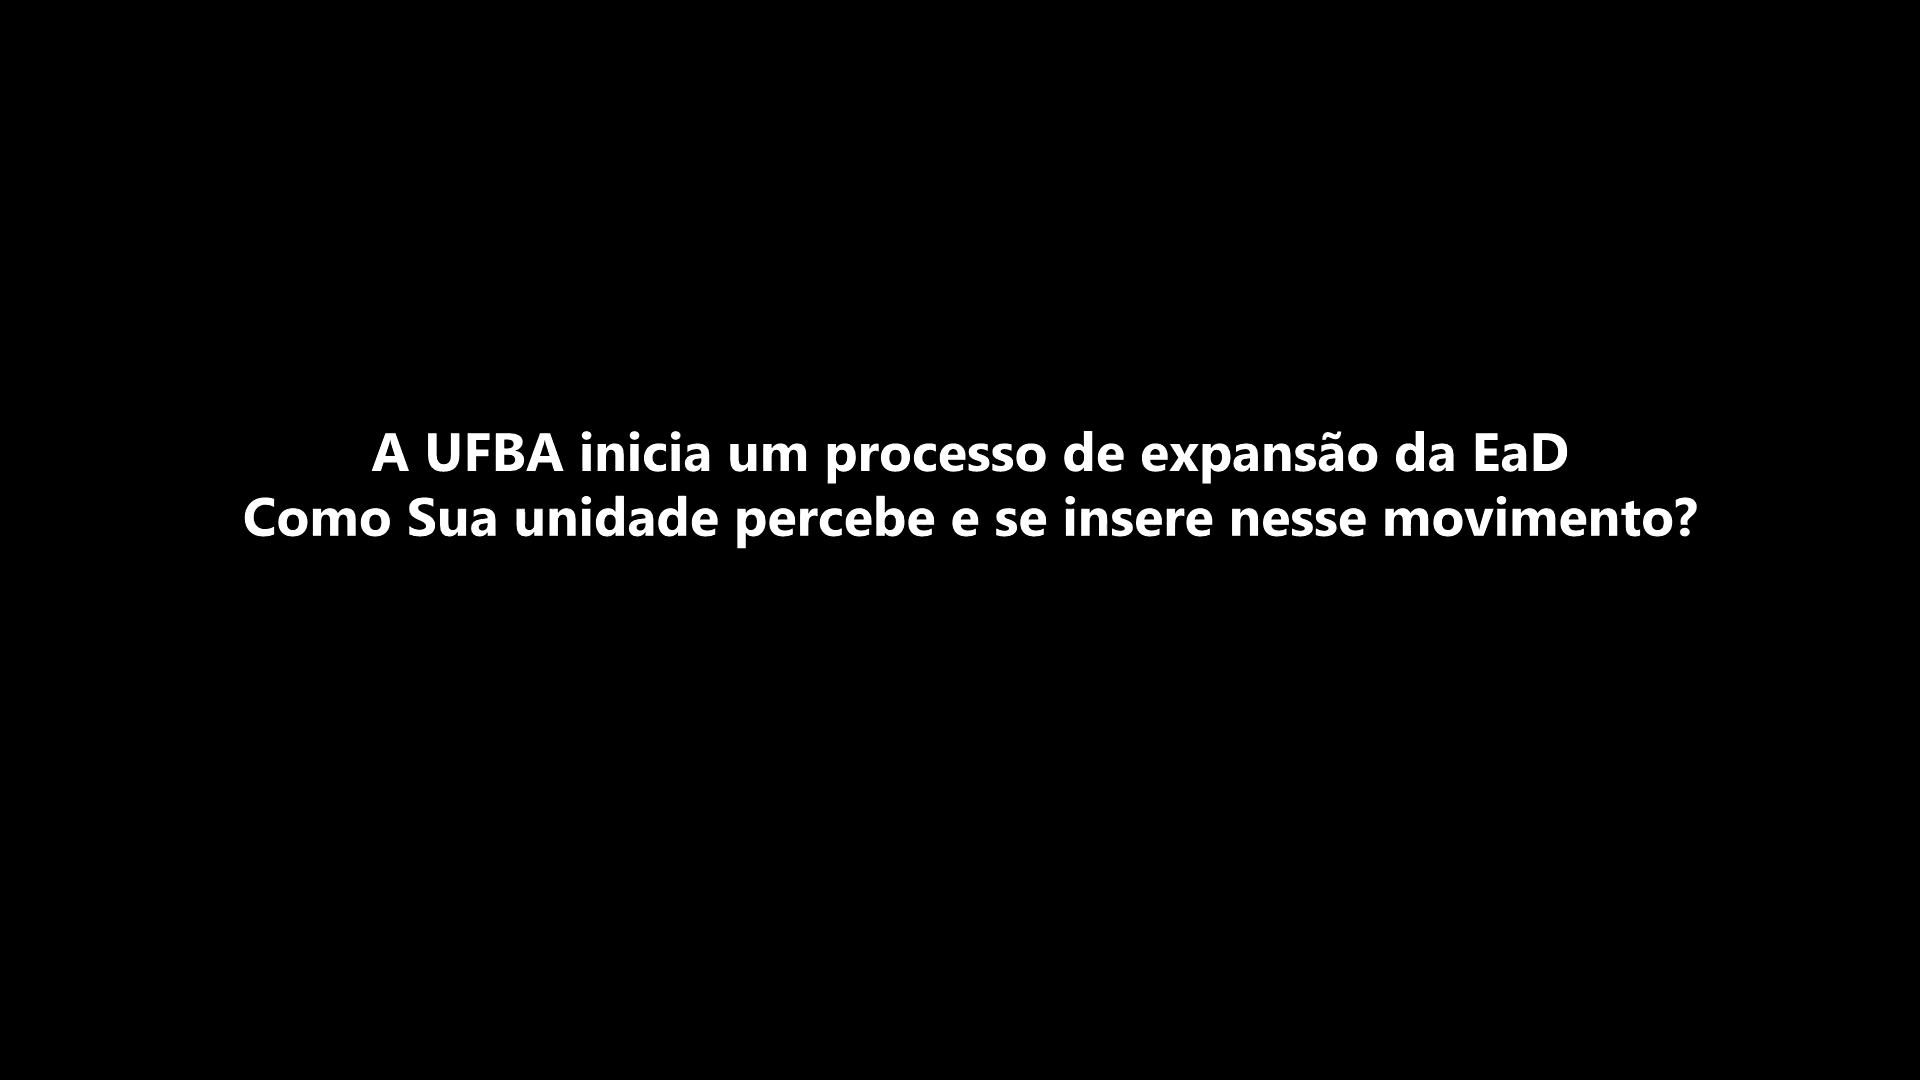 A UFBA inicia um processo de expansão da EaD
Como Sua unidade percebe e se insere nesse movimento?